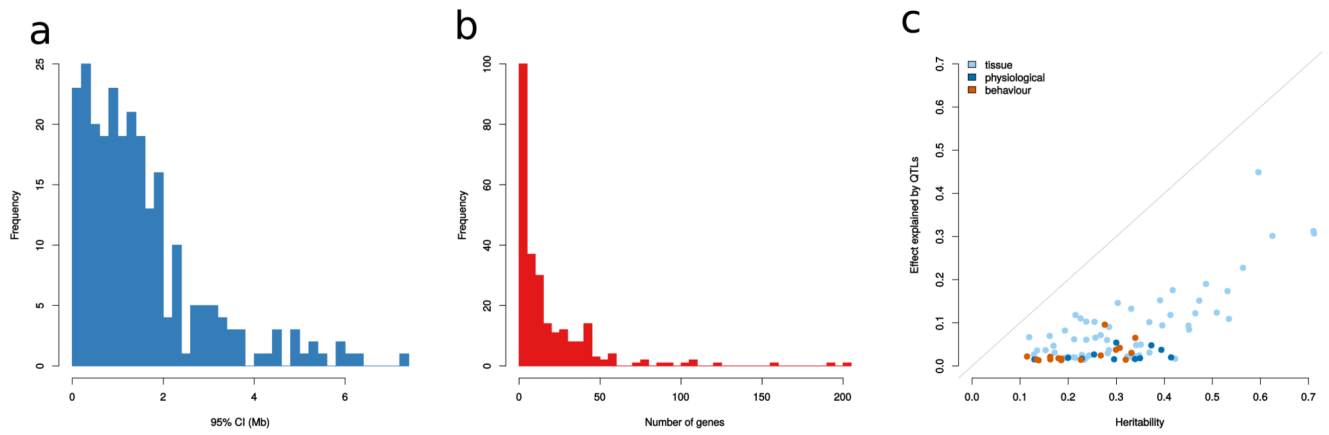 a
25
20
15
10
5
0
Frequency
0 2 4 6
95% CI (Mb)
b
100
80
60
40
20
0
Frequency
0 50 100 150 200
Number of genes
c
tissue
physiological
behaviour
0.7
0.6
0.5
0.4
0.3
0.2
0.1
0.0
Effect explained by QTLs
0.0 0.1 0.2 0.3 0.4 0.5 0.6 0.7
Heritability